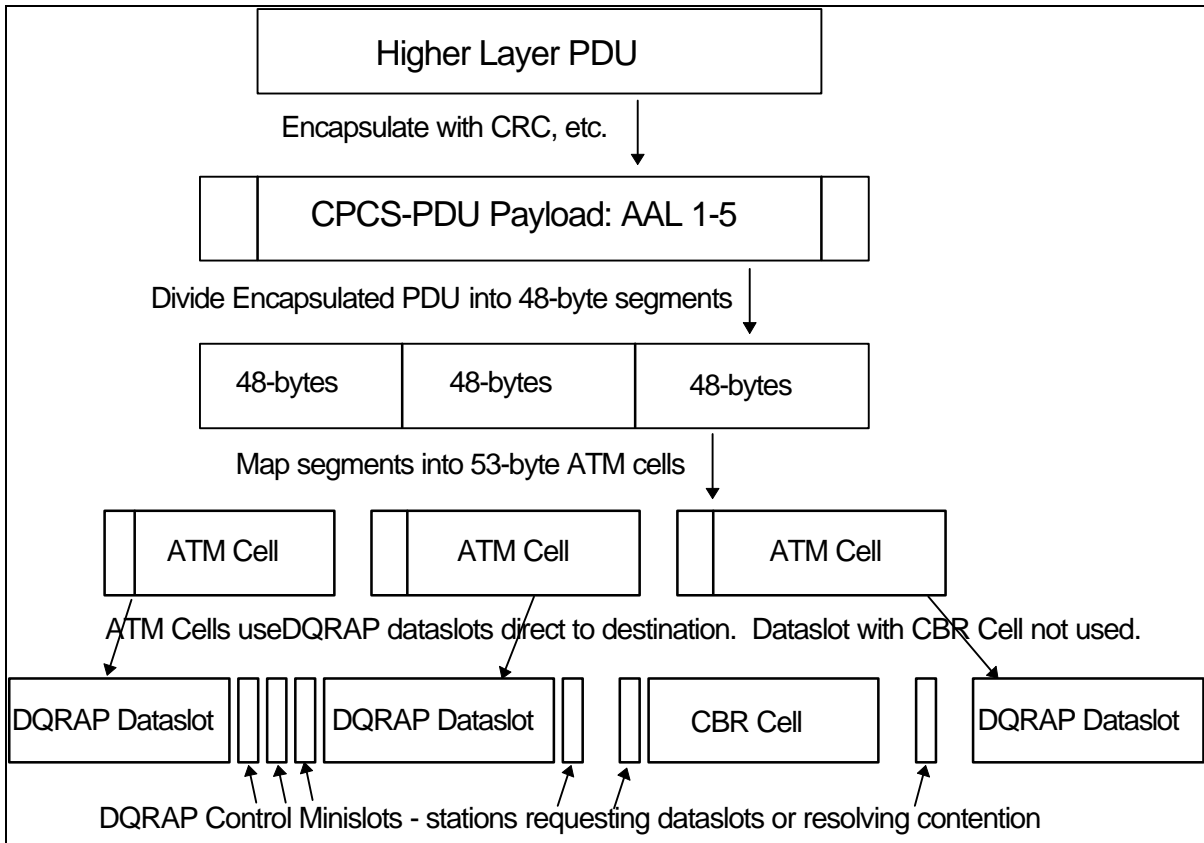 Higher Layer PDU
Encapsulate with CRC, etc.
CPCS-PDU Payload: AAL 1-5
Divide Encapsulated PDU into 48-byte segments
48-bytes 48-bytes 48-bytes
Map segments into 53-byte ATM cells
ATM Cell ATM Cell ATM Cell
ATM Cells useDQRAP dataslots direct to destination. Dataslot with CBR Cell not used.
DQRAP Dataslot DQRAP Dataslot CBR Cell DQRAP Dataslot
DQRAP Control Minislots - stations requesting dataslots or resolving contention